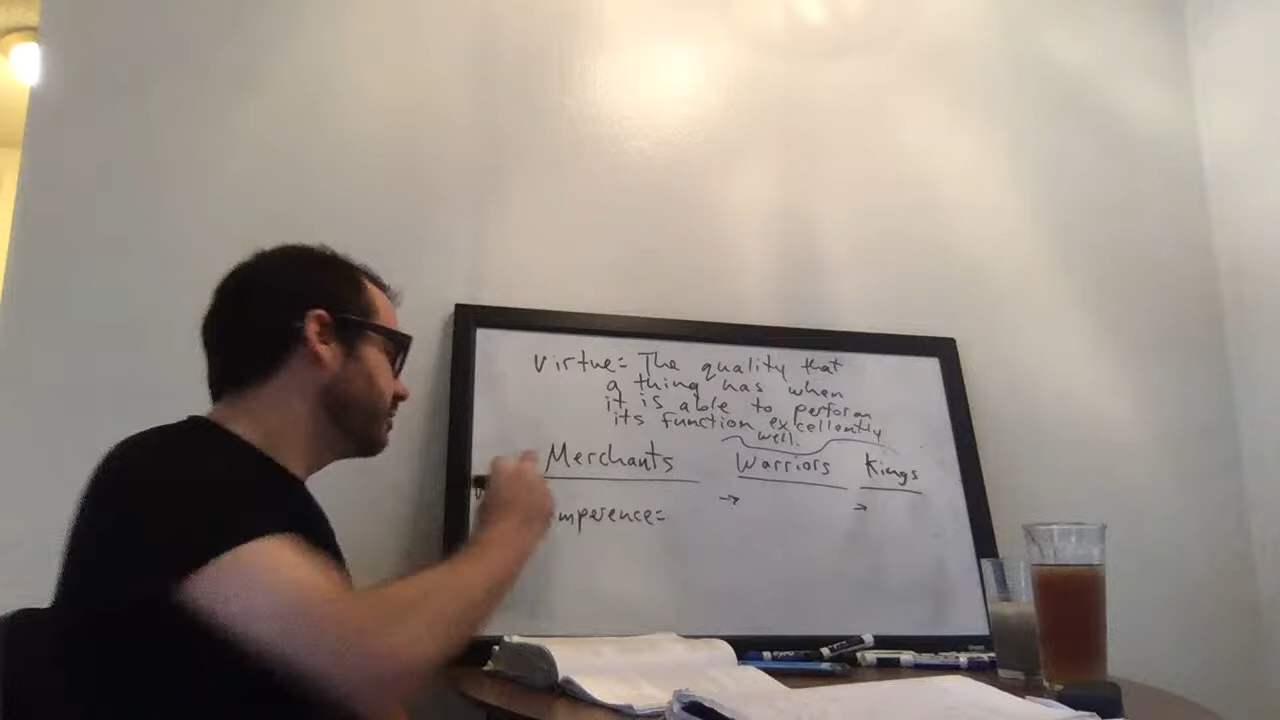 Virtue= The quality that
a thing has when
it is able to perform
its function excellently
well.
Merchants Warriors Kings
→ →
mperence=